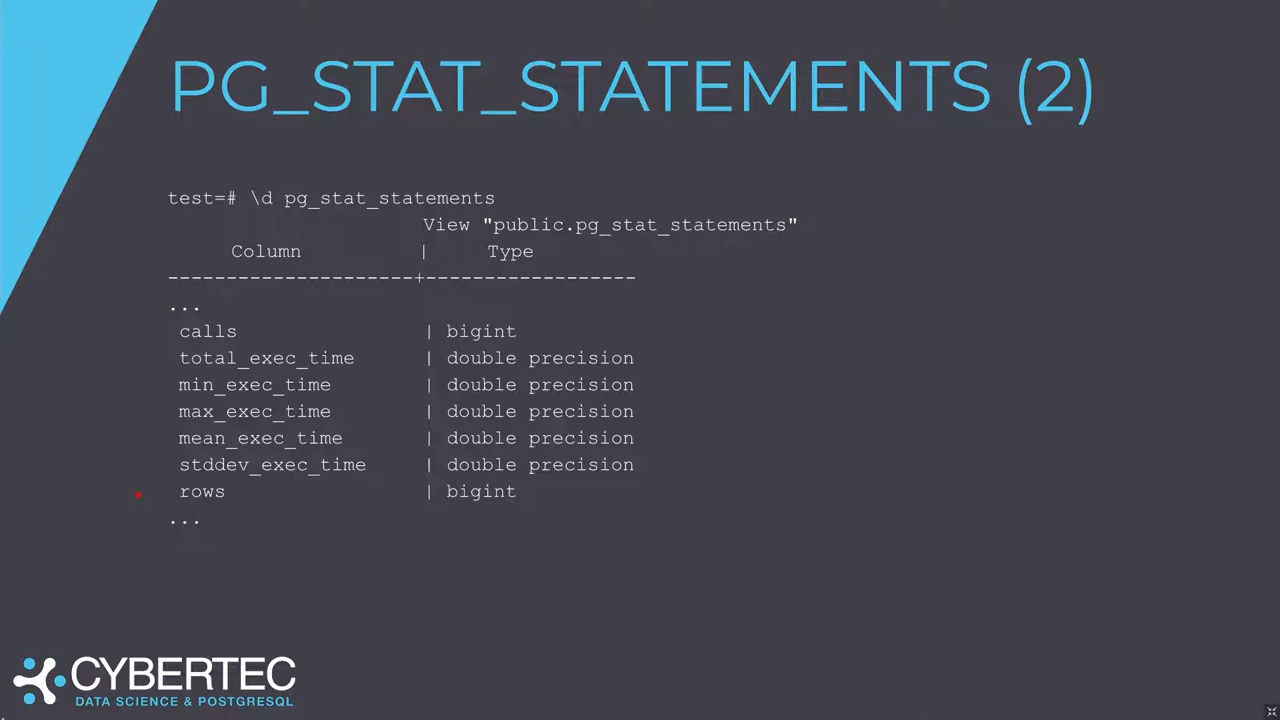 PG_STAT_STATEMENTS (2)
test=# \d pg_stat_statements
View "public.pg_stat_statements"
Column | Type
---------------------+------------------
...
calls | bigint
total_exec_time | double precision
min_exec_time | double precision
max_exec_time | double precision
mean_exec_time | double precision
stddev_exec_time | double precision
rows | bigint
...
CYBERTEC
DATA SCIENCE & POSTGRESQL